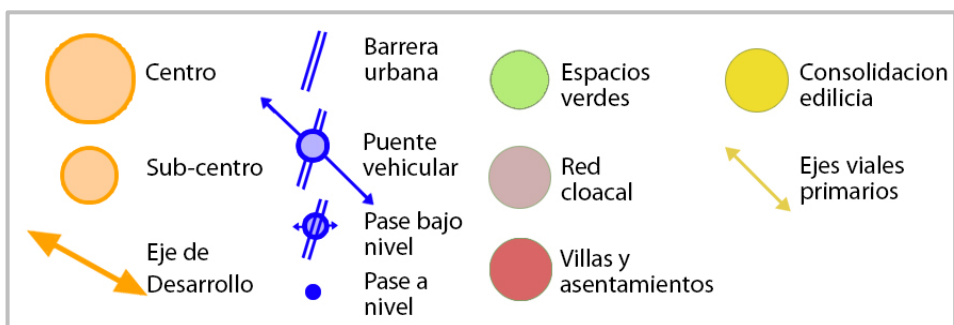 Centro
Sub-centro
Eje de
Desarrollo
Barrera
urbana
Puente
vehicular
Pase bajo
nivel
Pase a
nivel
Espacios
verdes
Red
cloacal
Villas y
asentamientos
Consolidacion
edilicia
Ejes viales
primarios